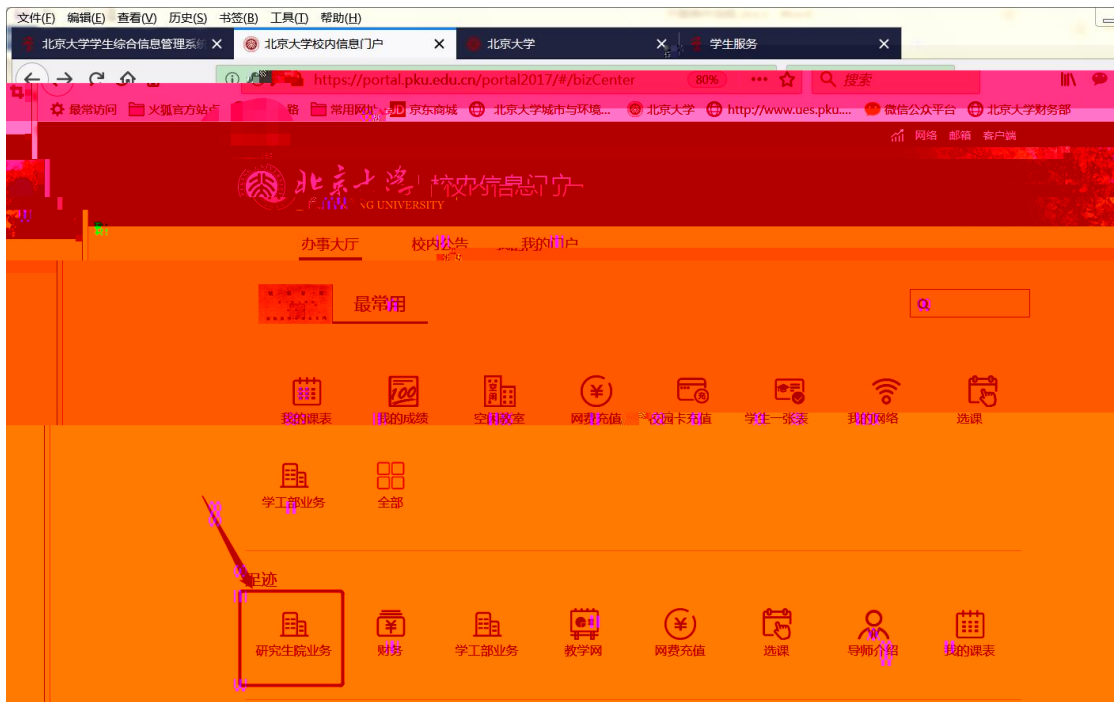 文件(F) 编辑(E) 查看(V) 历史(S) 书签(B) 工具(T) 帮助(H)
北京大学学生综合信息管理系统 北京大学校内信息门户 北京大学 学生服务
https://portal.pku.edu.cn/portal2017/#/bizCenter 80% 搜索
最常访问 火狐官方站点 常用网址 JD 京东商城 北京大学城市与环境... 北京大学 http://www.ues.pku.... 微信公众平台 北京大学财务部
网络 邮箱 客户端
北京大学 校内信息门户
UNIVERSITY
办事大厅 校内公告 我的门户
最常用
我的课表 我的成绩 空闲教室 网费充值 校园卡充值 学生一张表 我的网络 选课
学工部业务 全部
足迹
研究生院业务 财务 学工部业务 教学网 网费充值 选课 导师介绍 我的课表